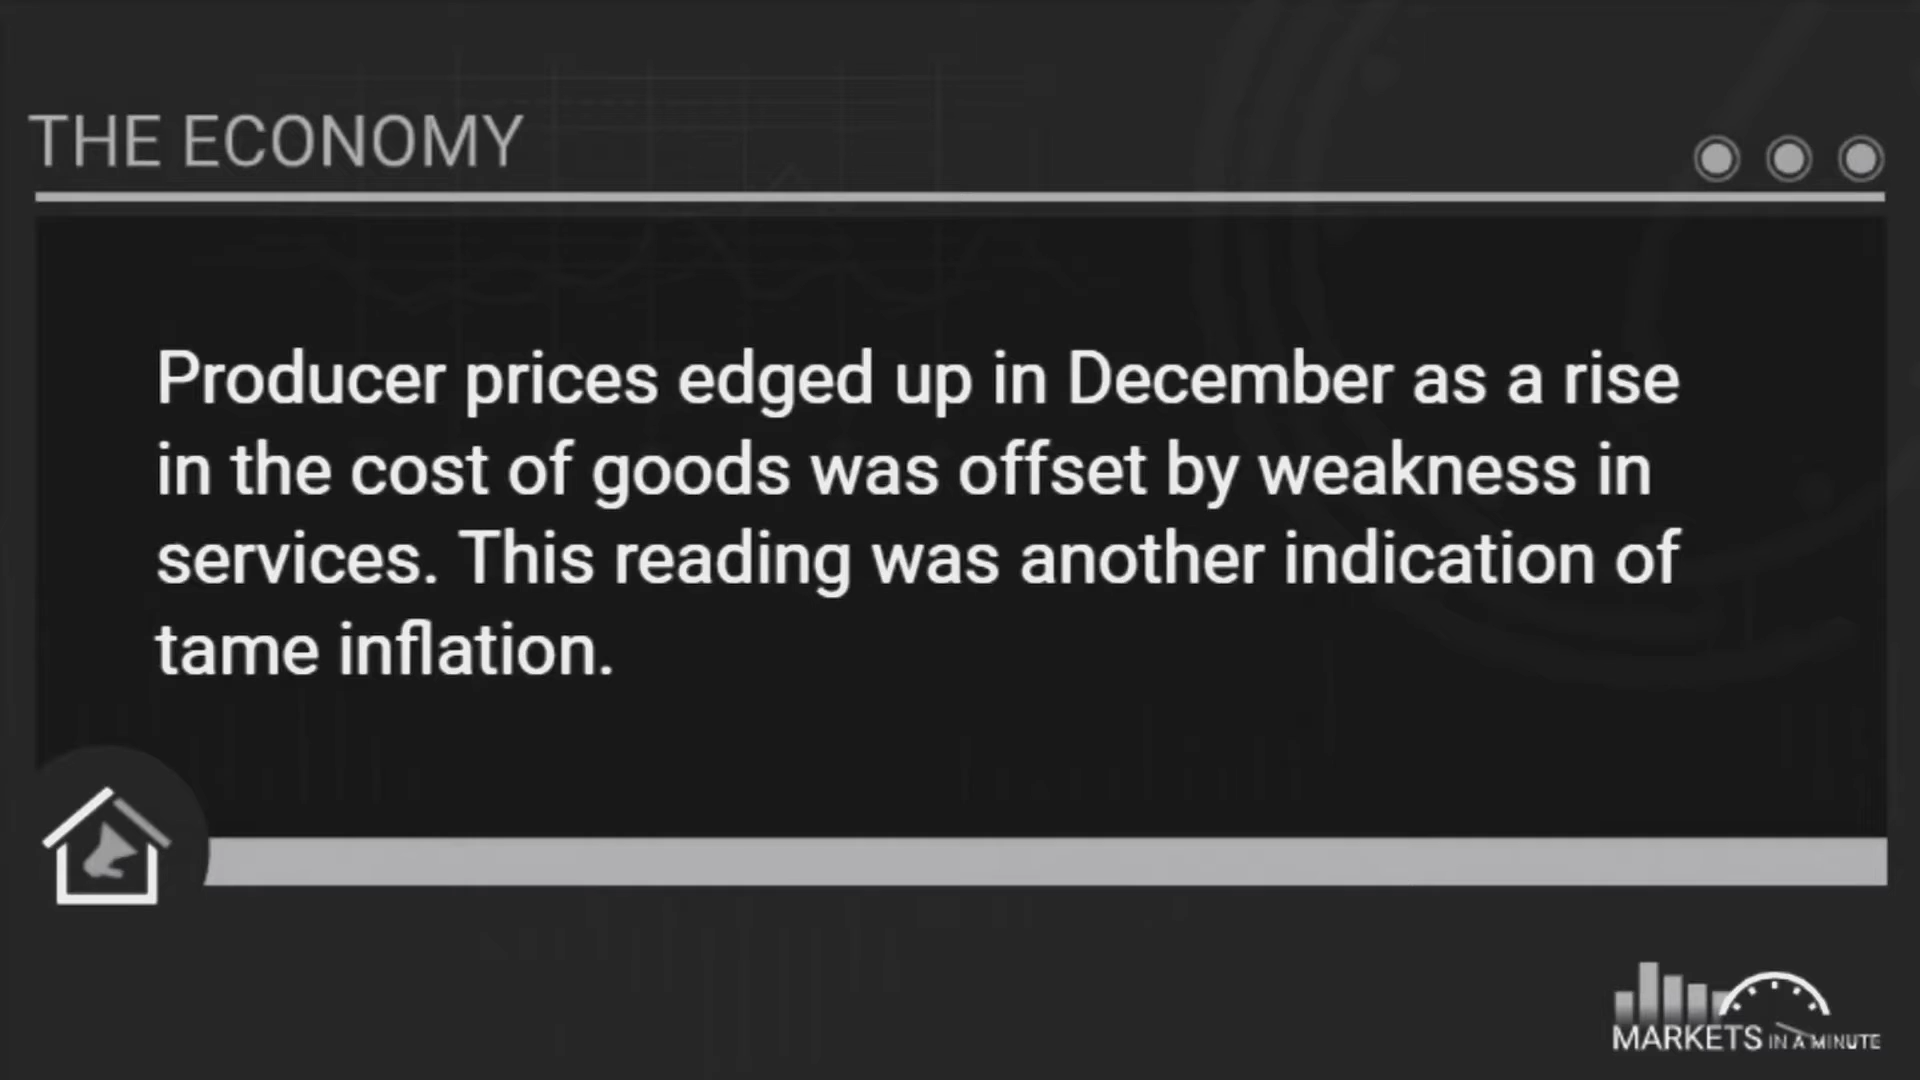 THE ECONOMY
Producer prices edged up in December as a rise
in the cost of goods was offset by weakness in
services. This reading was another indication of
tame inflation.
MARKETS IN A MINUTE